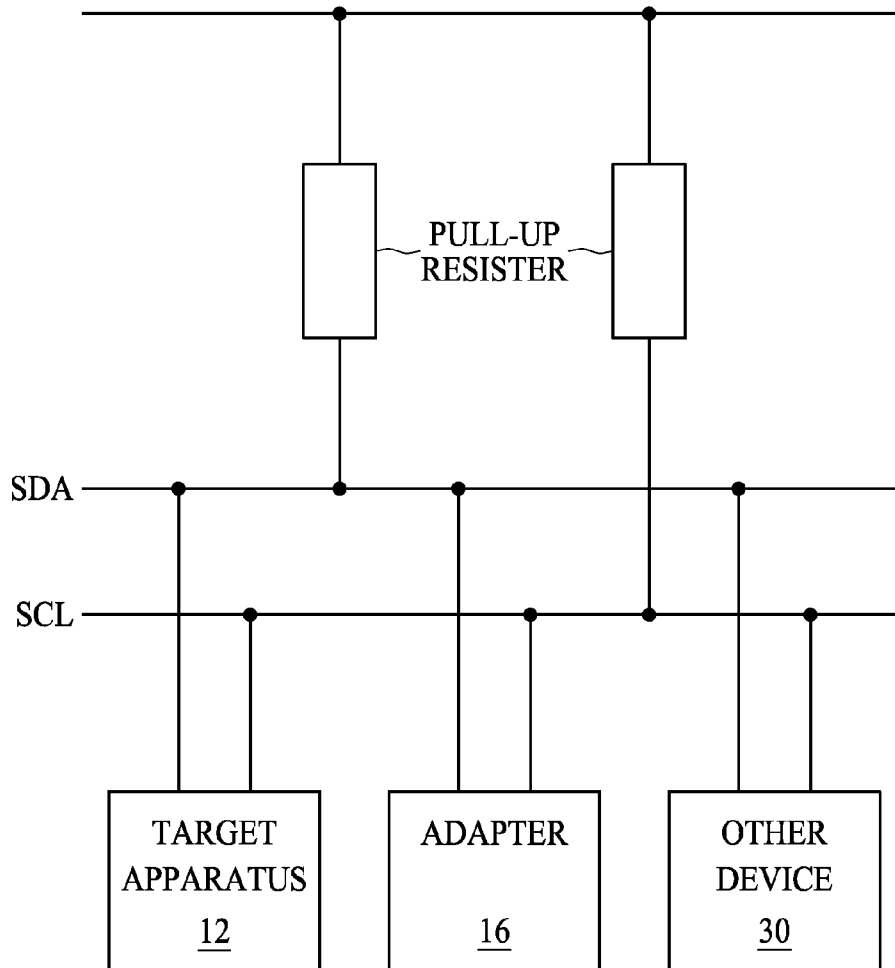 PULL-UP
RESISTER
SDA
SCL
TARGET
APPARATUS
12
ADAPTER
16
OTHER
DEVICE
30